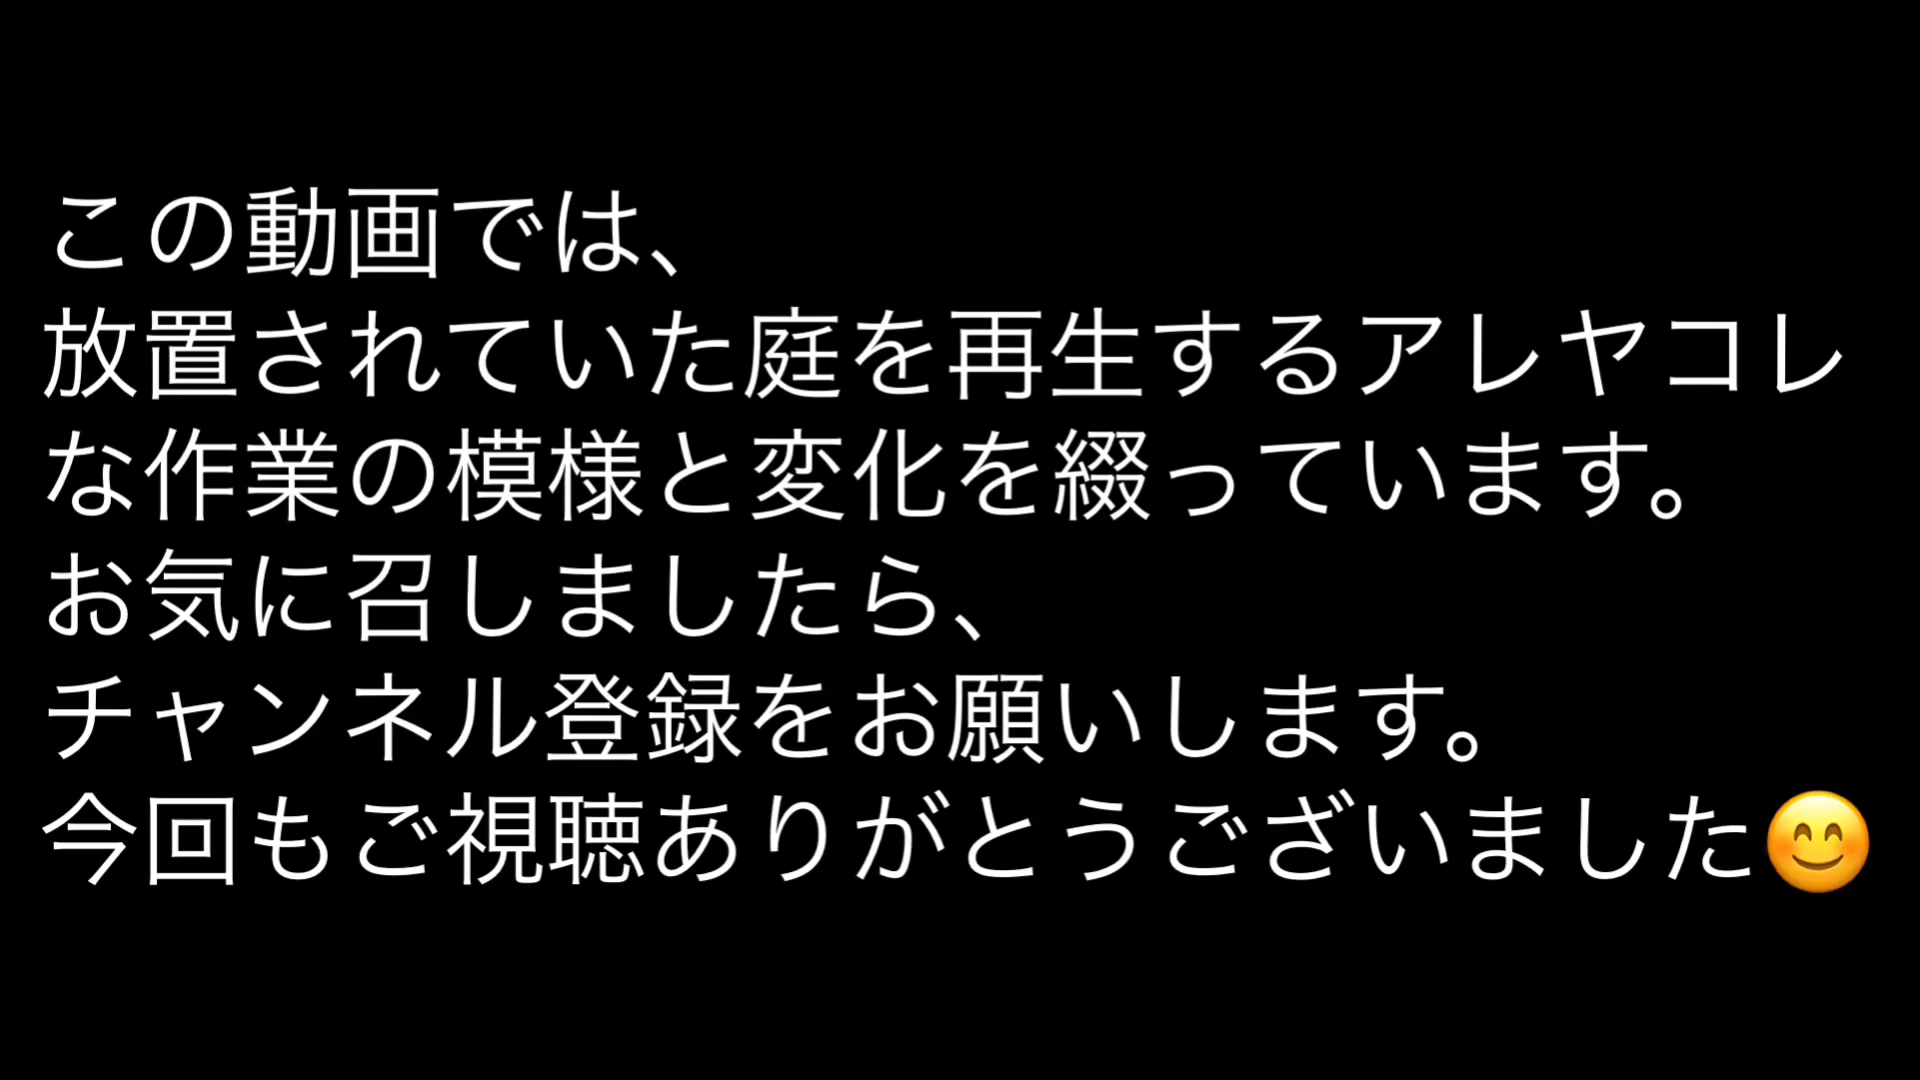 この動画では、
放置されていた庭を再生するアレヤコレ
な作業の模様と変化を綴っています。
お気に召しましたら、
チャンネル登録をお願いします。
今回もご視聴ありがとうございました😊